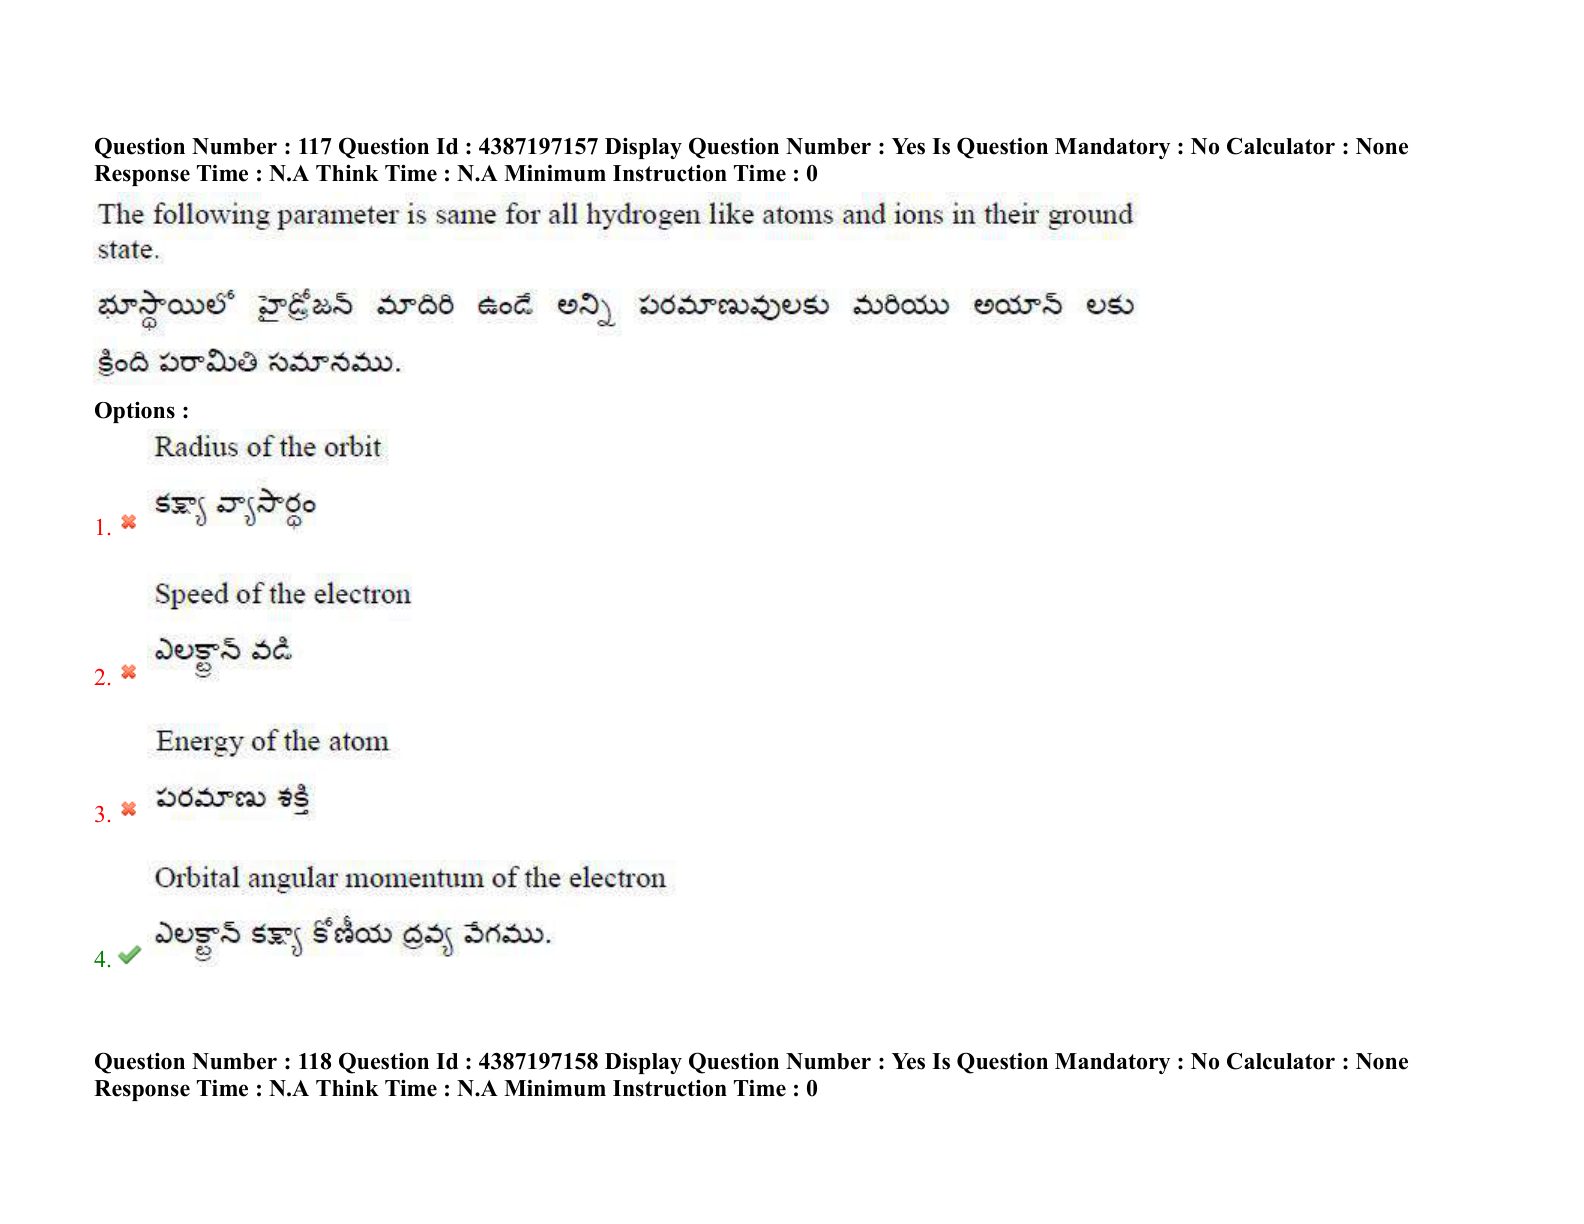 Question Number : 117 Question Id : 4387197157 Display Question Number : Yes Is Question Mandatory : No Calculator : None
Response Time : N.A Think Time : N.A Minimum Instruction Time : 0
The following parameter is same for all hydrogen like atoms and ions in their ground
state.
భూస్థాయిలో హైడ్రోజన్ మాదిరి ఉండే అన్ని పరమాణువులకు మరియు అయాన్ లకు
క్రింది పరామితి సమానము.
Options :
Radius of the orbit
కక్ష్యా వ్యాసార్థం
1.
Speed of the electron
ఎలక్ట్రాన్ వడి
2.
Energy of the atom
పరమాణు శక్తి
3.
Orbital angular momentum of the electron
ఎలక్ట్రాన్ కక్ష్యా కోణీయ ద్రవ్య వేగము.
4.
Question Number : 118 Question Id : 4387197158 Display Question Number : Yes Is Question Mandatory : No Calculator : None
Response Time : N.A Think Time : N.A Minimum Instruction Time : 0